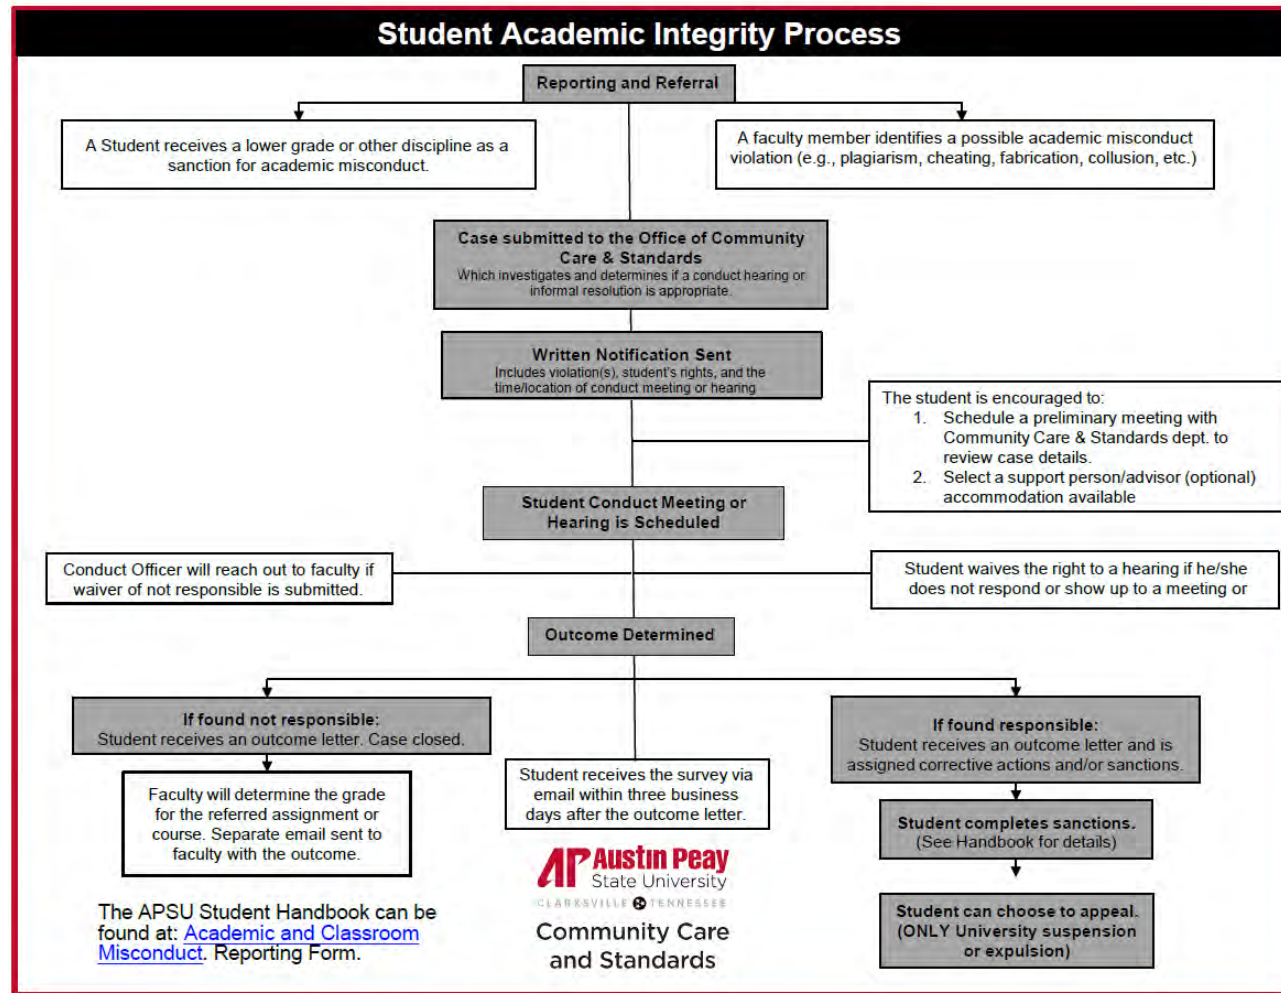 Student Academic Integrity Process
Reporting and Referral
A Student receives a lower grade or other discipline as a
sanction for academic misconduct.
A faculty member identifies a possible academic misconduct
violation (e.g., plagiarism, cheating, fabrication, collusion, etc.)
Case submitted to the Office of Community
Care & Standards
Which investigates and determines if a conduct hearing or
informal resolution is appropriate.
Written Notification Sent
Includes violation(s), student's rights, and the
time/location of conduct meeting or hearing
The student is encouraged to:
1. Schedule a preliminary meeting with
Community Care & Standards dept. to
review case details.
2. Select a support person/advisor (optional)
accommodation available
Student Conduct Meeting or
Hearing is Scheduled
Conduct Officer will reach out to faculty if
waiver of not responsible is submitted.
Student waives the right to a hearing if he/she
does not respond or show up to a meeting or
Outcome Determined
If found not responsible:
Student receives an outcome letter. Case closed.
Faculty will determine the grade
for the referred assignment or
course. Separate email sent to
faculty with the outcome.
Student receives the survey via
email within three business
days after the outcome letter.
If found responsible:
Student receives an outcome letter and is
assigned corrective actions and/or sanctions.
Student completes sanctions.
(See Handbook for details)
Student can choose to appeal.
(ONLY University suspension
or expulsion)
The APSU Student Handbook can be
found at: Academic and Classroom
Misconduct. Reporting Form.
AP Austin Peay
State University
CLARKSVILLE TENNESSEE
Community Care
and Standards